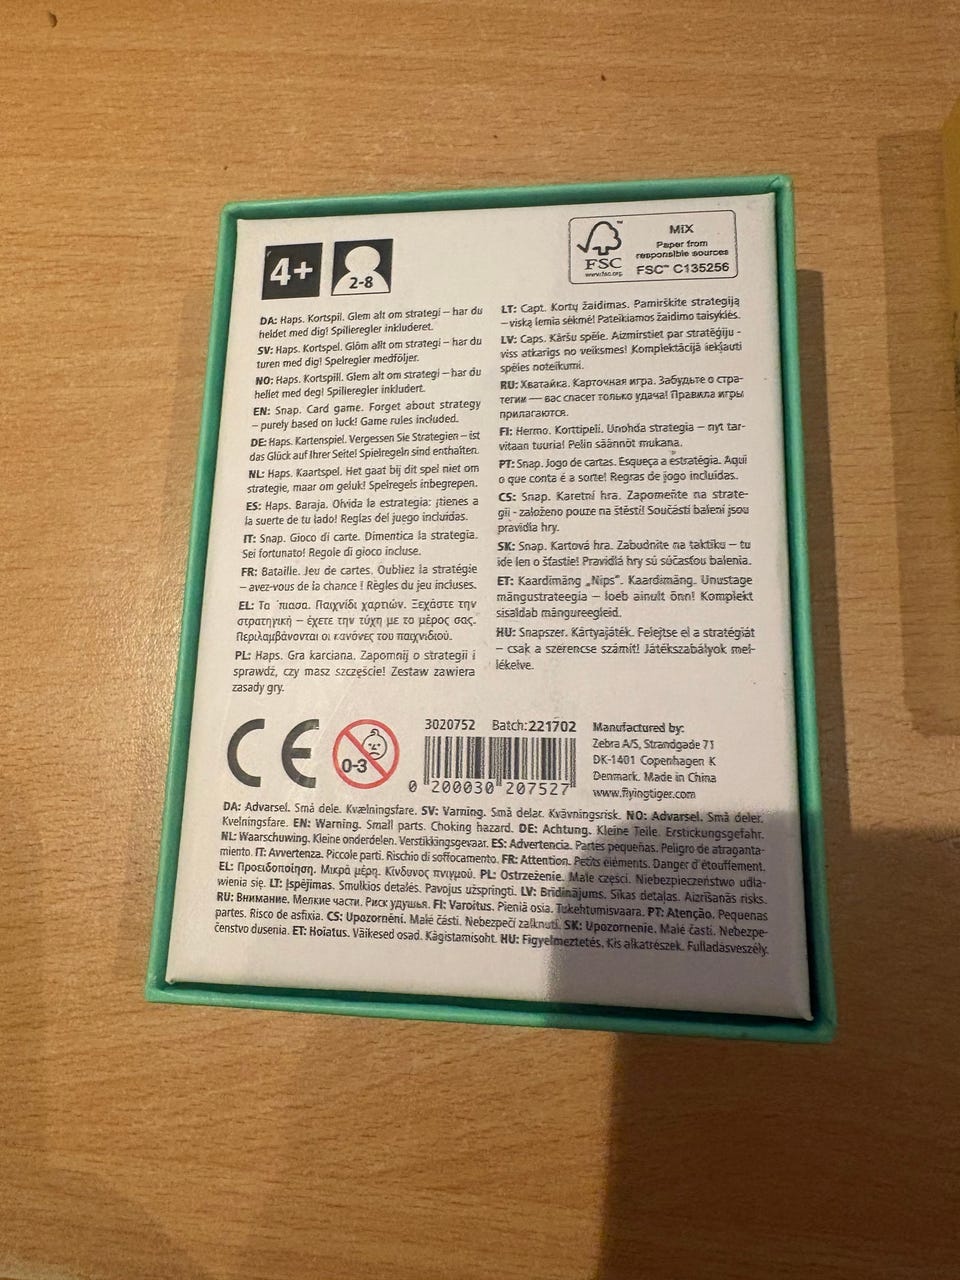 4+
2-8
FSC
www.fsc.org
MIX
Paper from
responsible sources
FSC™ C135256
DA: Haps. Kortspil. Glem alt om strategi – har du
heldet med dig! Spilleregler inkluderet.
SV: Haps. Kortspel. Glöm allt om strategi – har du
turen med dig! Spelregler medföljer.
NO: Haps. Kortspill. Glem alt om strategi – har du
hellet med deg! Spilleregler inkludert.
EN: Snap. Card game. Forget about strategy
– purely based on luck! Game rules included.
DE: Haps. Kartenspiel. Vergessen Sie Strategien – ist
das Glück auf Ihrer Seite! Spielregeln sind enthalten.
NL: Haps. Kaartspel. Het gaat bij dit spel niet om
strategie, maar om geluk! Spelregels inbegrepen.
ES: Haps. Baraja. Olvida la estrategia: ¡tienes a
la suerte de tu lado! Reglas del juego incluidas.
IT: Snap. Gioco di carte. Dimentica la strategia.
Sei fortunato! Regole di gioco incluse.
FR: Bataille. Jeu de cartes. Oubliez la stratégie
– avez-vous de la chance ! Règles du jeu incluses.
EL: Τα ΄πιασα. Παιχνίδι χαρτιών. Ξεχάστε την
στρατηγική – έχετε την τύχη με το μέρος σας.
Περιλαμβάνονται οι κανόνες του παιχνιδιού.
PL: Haps. Gra karciana. Zapomnij o strategii i
sprawdź, czy masz szczęście! Zestaw zawiera
zasady gry.
LT: Capt. Kortų žaidimas. Pamirškite strategiją
– viską lemia sėkmė! Pateikiamos žaidimo taisyklės.
LV: Caps. Kāršu spēle. Aizmirstiet par stratēģiju -
viss atkarīgs no veiksmes! Komplektācijā iekļauti
spēles noteikumi.
RU: Хватайка. Карточная игра. Забудьте о стра-
тегии — вас спасет только удача! Правила игры
прилагаются.
FI: Hermo. Korttipeli. Unohda strategia – nyt tar-
vitaan tuuria! Pelin säännöt mukana.
PT: Snap. Jogo de cartas. Esqueça a estratégia. Aqui
o que conta é a sorte! Regras de jogo incluídas.
CS: Snap. Karetní hra. Zapomeňte na strate-
gii - založeno pouze na štěstí! Součástí balení jsou
pravidla hry.
SK: Snap. Kartová hra. Zabudnite na taktiku – tu
ide len o šťastie! Pravidlá hry sú súčasťou balenia.
ET: Kaardimäng „Nips”. Kaardimäng. Unustage
mängustrateegia – loeb ainult õnn! Komplekt
sisaldab mängureegleid.
HU: Snapszer. Kártyajáték. Felejtse el a stratégiát
– csak a szerencse számít! Játékszabályok mel-
lékelve.
CE
0-3
3020752 Batch: 221702
0 200030 207527
Manufactured by:
Zebra A/S, Strandgade 71
DK-1401 Copenhagen K
Denmark. Made in China
www.flyingtiger.com
DA: Advarsel. Små dele. Kvælningsfare. SV: Varning. Små delar. Kvävningsrisk. NO: Advarsel. Små deler.
Kvelningsfare. EN: Warning. Small parts. Choking hazard. DE: Achtung. Kleine Teile. Erstickungsgefahr.
NL: Waarschuwing. Kleine onderdelen. Verstikkingsgevaar. ES: Advertencia. Partes pequeñas. Peligro de atraganta-
miento. IT: Avvertenza. Piccole parti. Rischio di soffocamento. FR: Attention. Petits éléments. Danger d'étouffement.
EL: Προειδοποίηση. Μικρά μέρη. Κίνδυνος πνιγμού. PL: Ostrzeżenie. Małe części. Niebezpieczeństwo udła-
wienia się. LT: Įspėjimas. Smulkios detalės. Pavojus užspringti. LV: Brīdinājums. Sīkas detaļas. Aizrīšanās risks.
RU: Внимание. Мелкие части. Риск удушья. FI: Varoitus. Pieniä osia. Tukehtumisvaara. PT: Atenção. Pequenas
partes. Risco de asfixia. CS: Upozornění. Malé části. Nebezpečí zalknutí. SK: Upozornenie. Malé časti. Nebezpe-
čenstvo dusenia. ET: Hoiatus. Väikesed osad. Kägistamisoht. HU: Figyelmeztetés. Kis alkatrészek. Fulladásveszély.